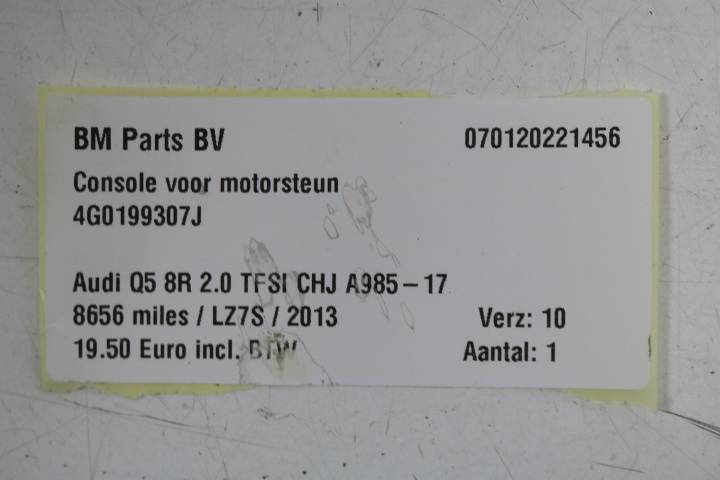 BM Parts BV 070120221456
Console voor motorsteun
4G0199307J
Audi Q5 8R 2.0 TFSI CHJ A985-17
8656 miles / LZ7S / 2013 Verz: 10
19.50 Euro incl. BTW Aantal: 1